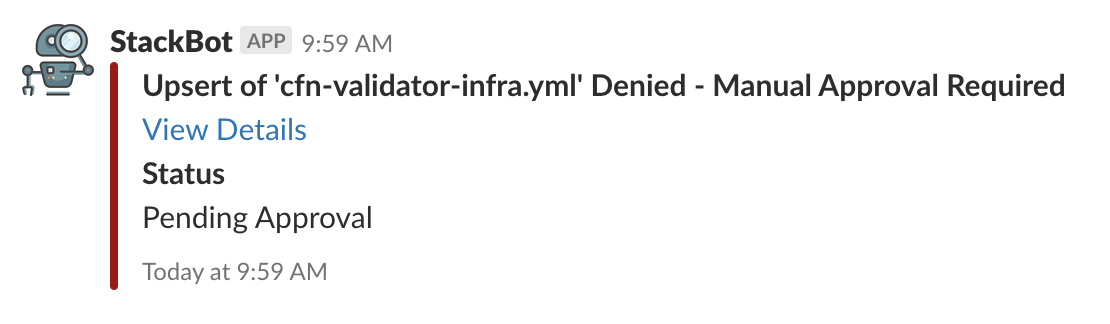 StackBot APP 9:59 AM
Upsert of 'cfn-validator-infra.yml' Denied - Manual Approval Required
View Details
Status
Pending Approval
Today at 9:59 AM